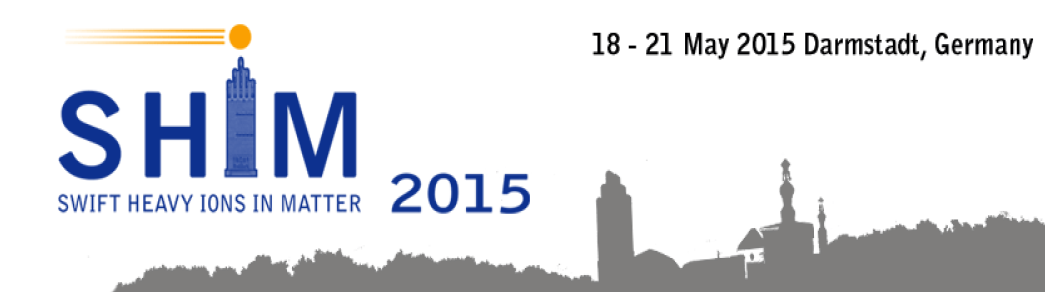 18 - 21 May 2015 Darmstadt, Germany
SHIM
SWIFT HEAVY IONS IN MATTER
2015